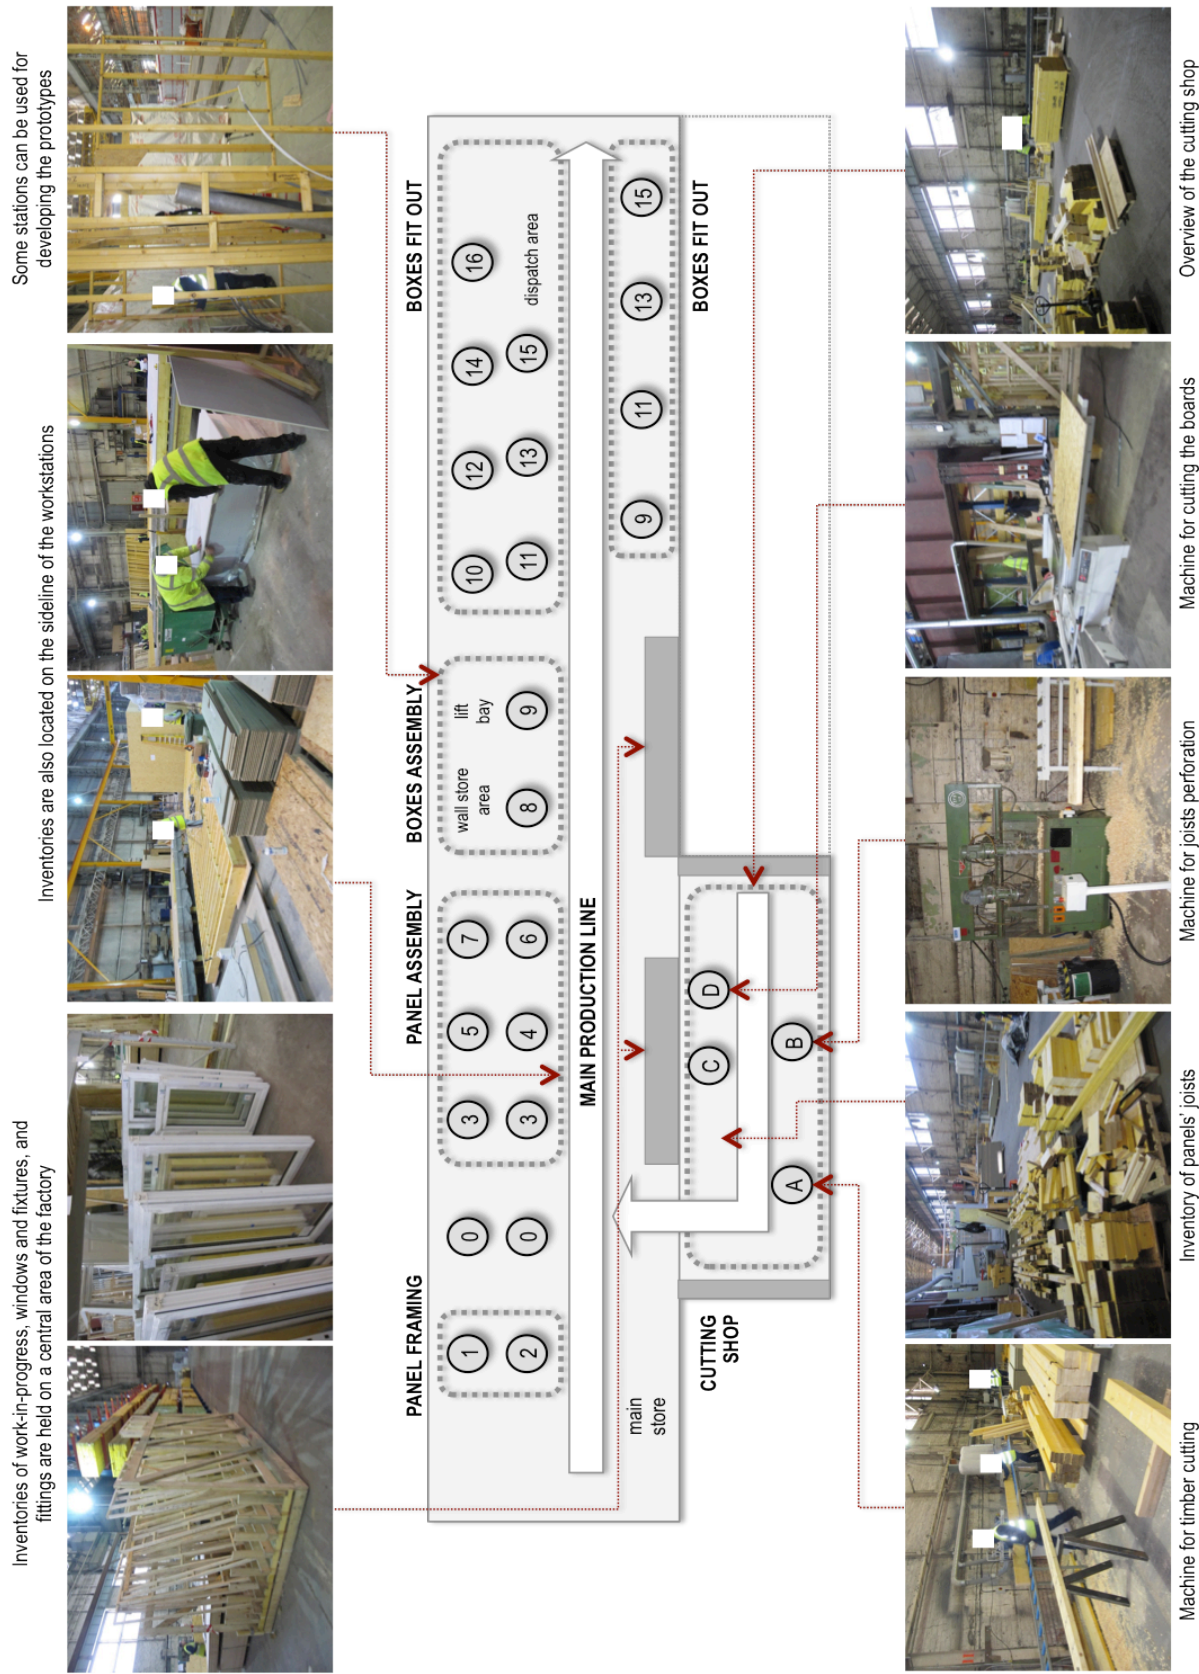 Inventories of work-in-progress, windows and fixtures, and
fittings are held on a central area of the factory
Inventories are also located on the sideline of the workstations
Some stations can be used for
developing the prototypes
PANEL FRAMING
PANEL ASSEMBLY
BOXES ASSEMBLY
BOXES FIT OUT
1
0
3
5
7
wall store
area
lift
bay
10
12
14
16
2
0
3
4
6
8
9
11
13
15
dispatch area
MAIN PRODUCTION LINE
main
store
9
11
13
15
CUTTING
SHOP
BOXES FIT OUT
C
D
A
B
Machine for timber cutting
Inventory of panels' joists
Machine for joists perforation
Machine for cutting the boards
Overview of the cutting shop